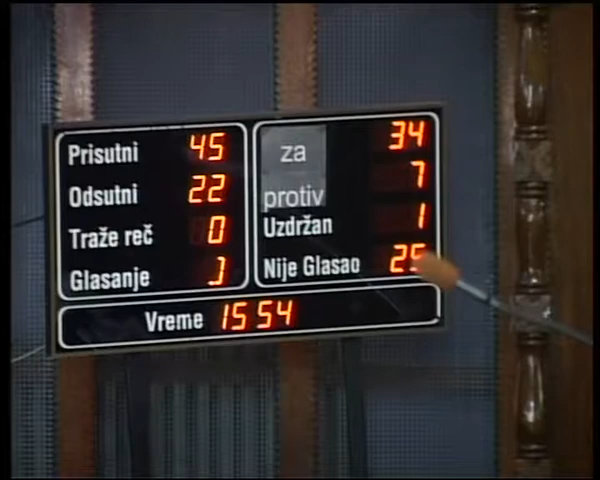 Prisutni 45
Odsutni 22
Traže reč 0
Glasanje
za 34
protiv 7
Uzdržan 1
Nije Glasao 25
Vreme 15 54